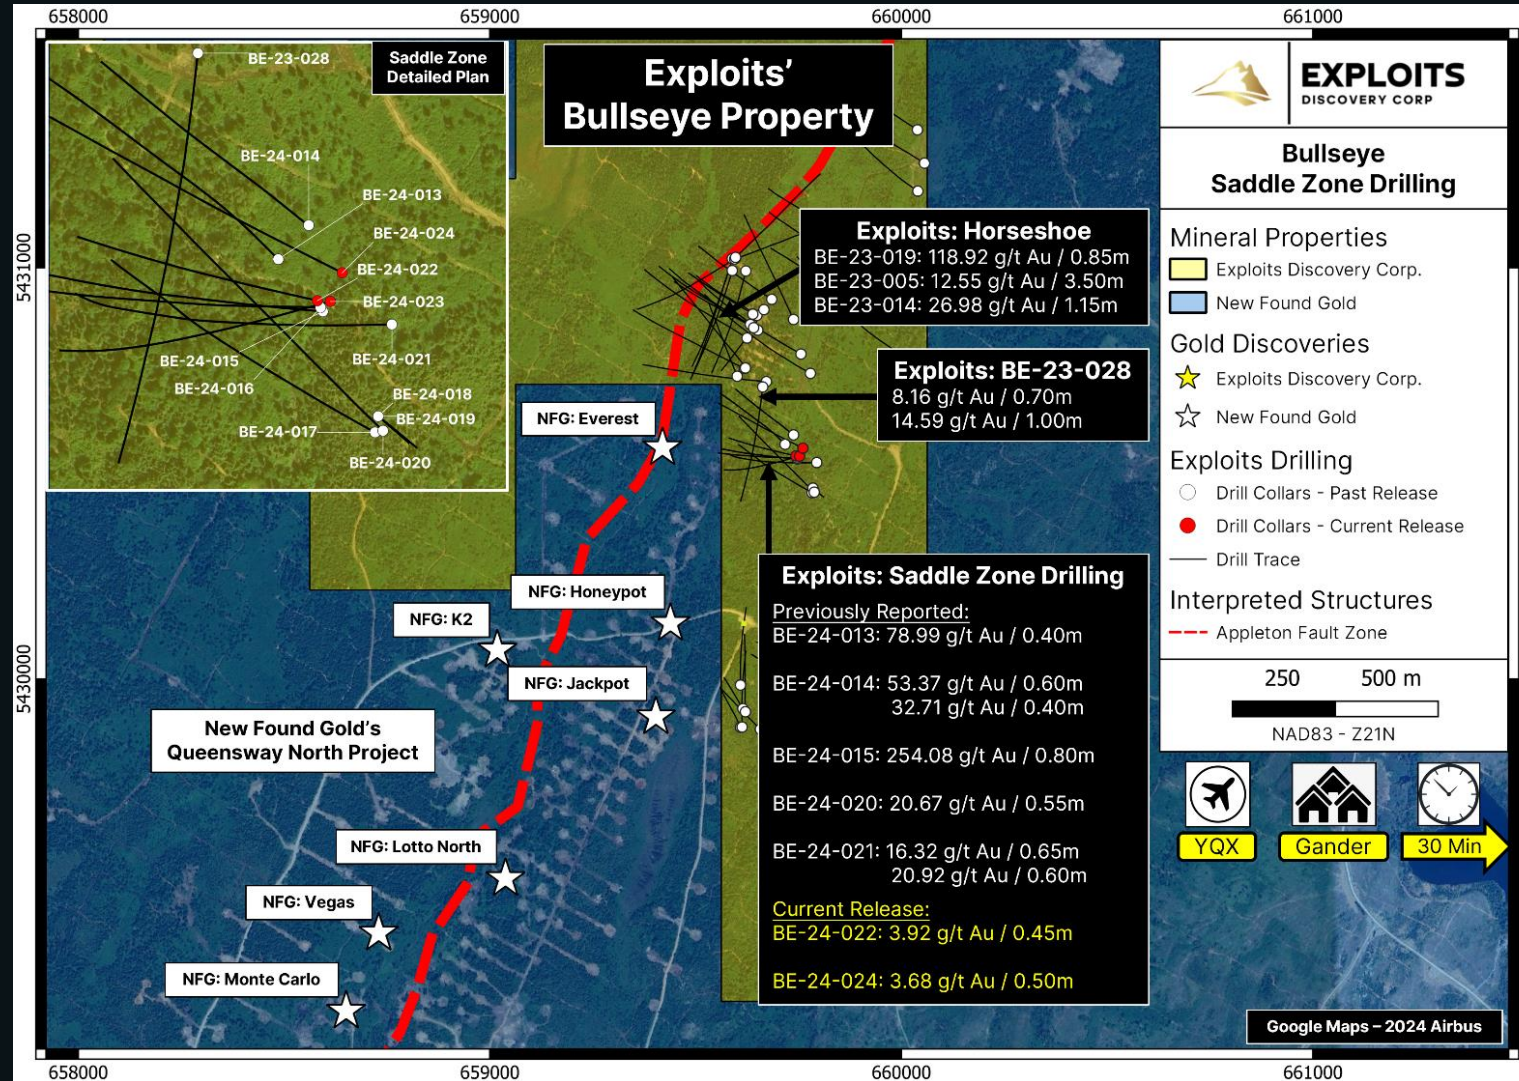 658000
659000
660000
661000
5431000
5430000
Saddle Zone
Detailed Plan
BE-23-028
BE-24-014
BE-24-013
BE-24-024
BE-24-022
BE-24-023
BE-24-015
BE-24-021
BE-24-016
BE-24-018
BE-24-019
BE-24-017
BE-24-020
Exploits’
Bullseye Property
Exploits: Horseshoe
BE-23-019: 118.92 g/t Au / 0.85m
BE-23-005: 12.55 g/t Au / 3.50m
BE-23-014: 26.98 g/t Au / 1.15m
Exploits: BE-23-028
8.16 g/t Au / 0.70m
14.59 g/t Au / 1.00m
NFG: Everest
NFG: Honeypot
NFG: K2
NFG: Jackpot
New Found Gold’s
Queensway North Project
NFG: Lotto North
NFG: Vegas
NFG: Monte Carlo
Exploits: Saddle Zone Drilling
Previously Reported:
BE-24-013: 78.99 g/t Au / 0.40m
BE-24-014: 53.37 g/t Au / 0.60m
32.71 g/t Au / 0.40m
BE-24-015: 254.08 g/t Au / 0.80m
BE-24-020: 20.67 g/t Au / 0.55m
BE-24-021: 16.32 g/t Au / 0.65m
20.92 g/t Au / 0.60m
Current Release:
BE-24-022: 3.92 g/t Au / 0.45m
BE-24-024: 3.68 g/t Au / 0.50m
EXPLOITS
DISCOVERY CORP
Bullseye
Saddle Zone Drilling
Mineral Properties
Exploits Discovery Corp.
New Found Gold
Gold Discoveries
Exploits Discovery Corp.
New Found Gold
Exploits Drilling
Drill Collars - Past Release
Drill Collars - Current Release
Drill Trace
Interpreted Structures
Appleton Fault Zone
250 500 m
NAD83 - Z21N
YQX
Gander
30 Min
Google Maps – 2024 Airbus
658000
659000
660000
661000